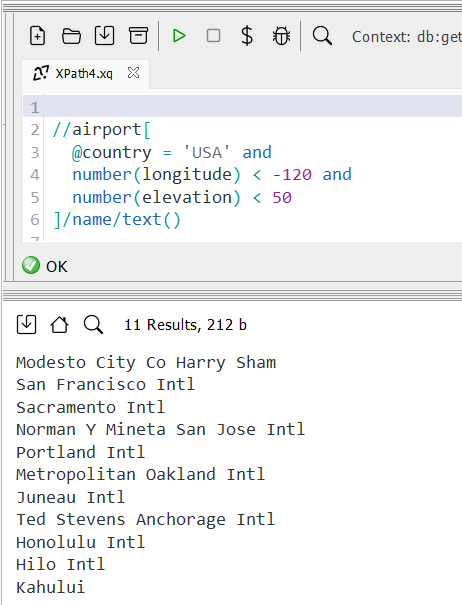 Context: db:get
XPath4.xq
1
2 //airport[
3 @country = 'USA' and
4 number(longitude) < -120 and
5 number(elevation) < 50
6 ]/name/text()
7
OK
11 Results, 212 b
Modesto City Co Harry Sham
San Francisco Intl
Sacramento Intl
Norman Y Mineta San Jose Intl
Portland Intl
Metropolitan Oakland Intl
Juneau Intl
Ted Stevens Anchorage Intl
Honolulu Intl
Hilo Intl
Kahului